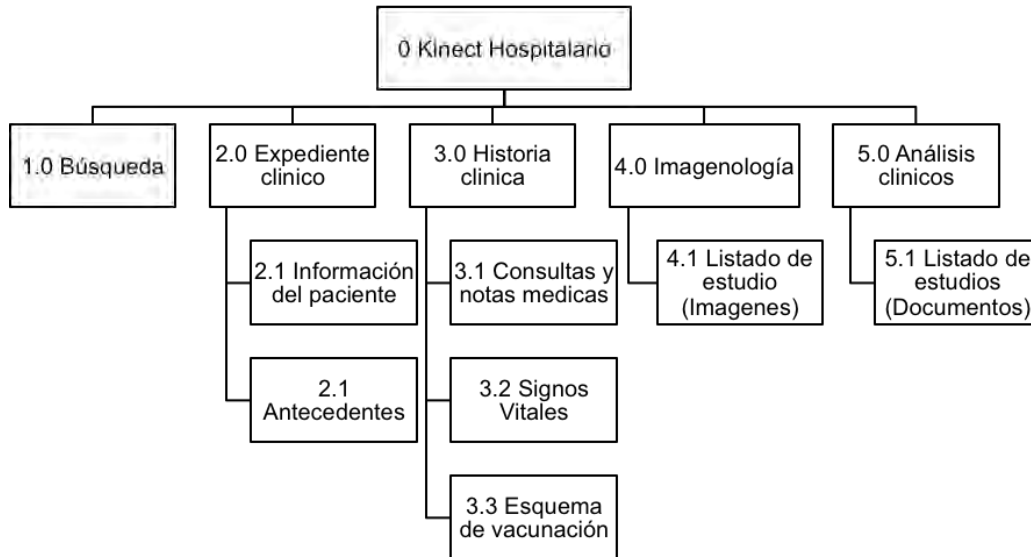 0 Kinect Hospitalario
1.0 Búsqueda
2.0 Expediente
clinico
3.0 Historia
clinica
4.0 Imagenología
5.0 Análisis
clinicos
2.1 Información
del paciente
3.1 Consultas y
notas medicas
4.1 Listado de
estudio
(Imagenes)
5.1 Listado de
estudios
(Documentos)
2.1
Antecedentes
3.2 Signos
Vitales
3.3 Esquema
de vacunación